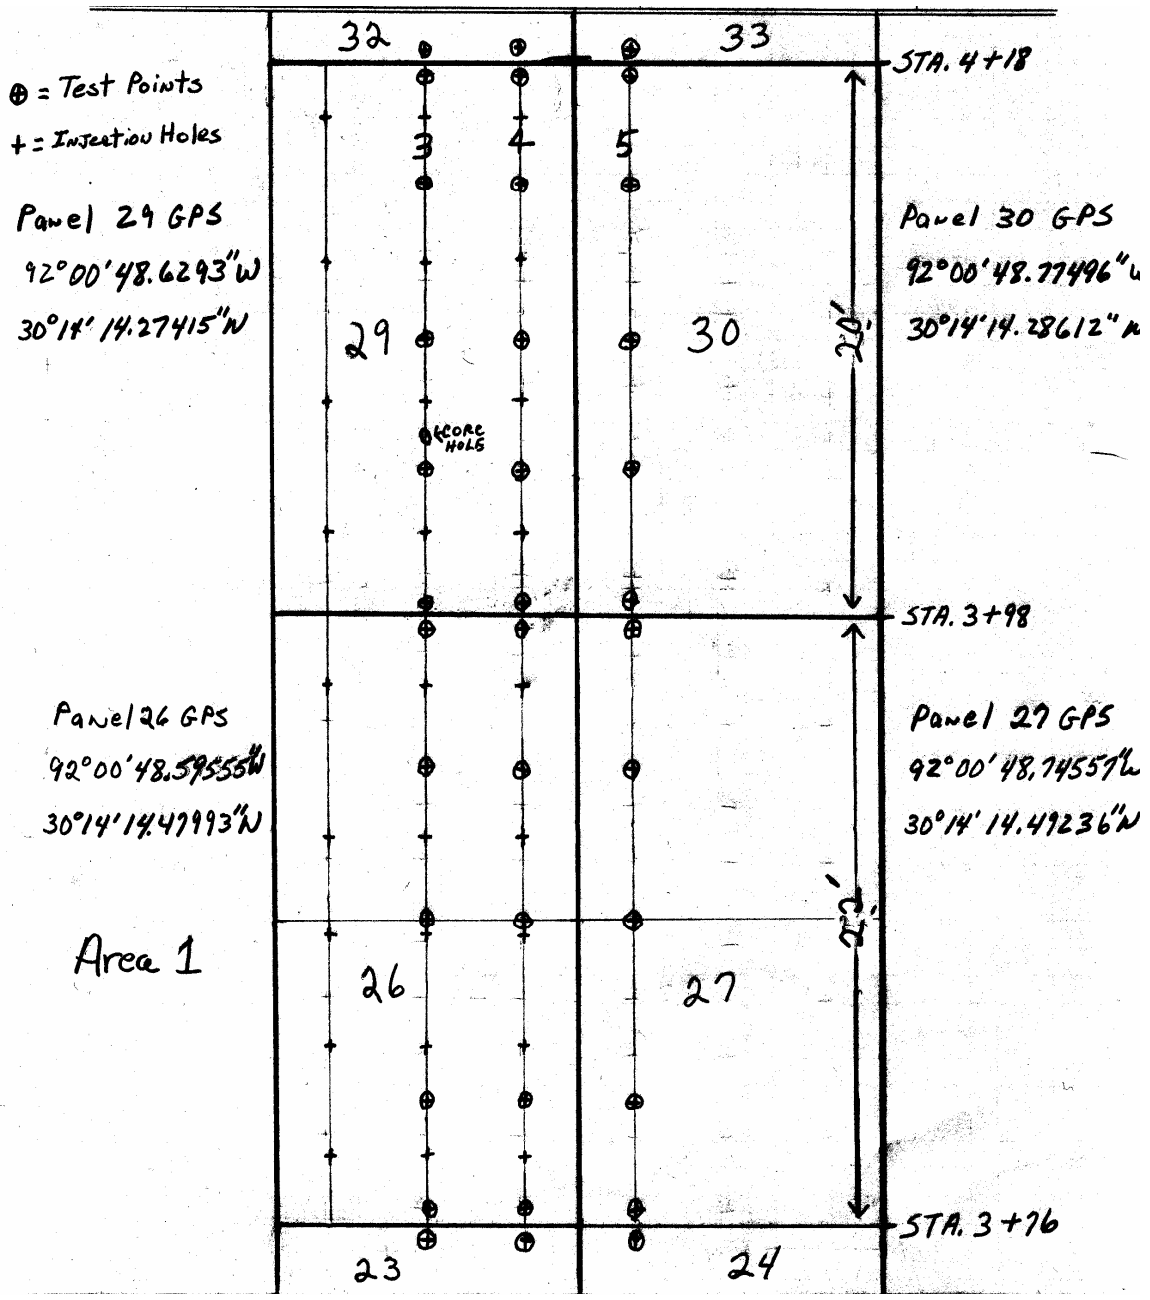 32
33
STA. 4+18
⊕ = Test Points
+ = Injection Holes
3
4
5
Panel 29 GPS
92°00'48.6293"W
30°14'14.27415"N
Panel 30 GPS
92°00'48.77496"W
30°14'14.28612"N
29
30
20'
CORE
HOLE
STA. 3+98
Panel 26 GPS
92°00'48.59555"W
30°14'14.47993"N
Panel 27 GPS
92°00'48.74557"W
30°14'14.49236"N
22'
Area 1
26
27
STA. 3+76
23
24